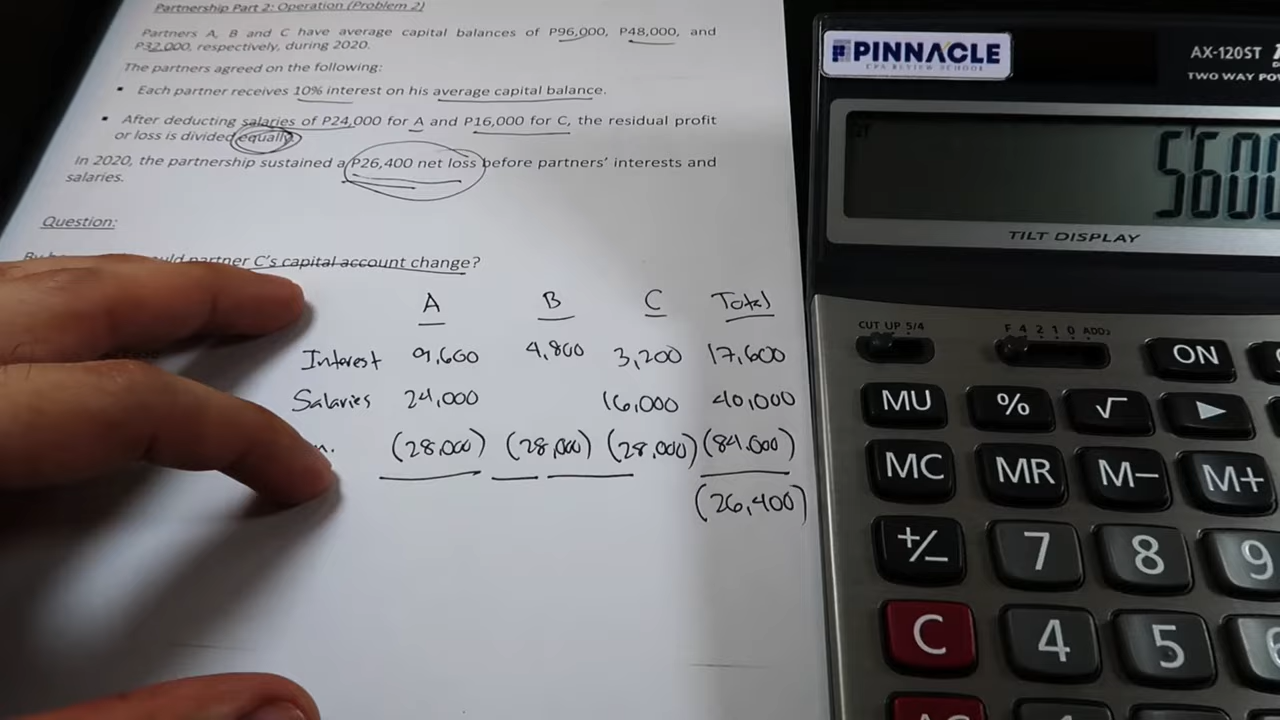 Partnership Part 2: Operation (Problem 2)
Partners A, B and C have average capital balances of P96,000, P48,000, and
P32,000, respectively, during 2020.
The partners agreed on the following:
▪ Each partner receives 10% interest on his average capital balance.
▪ After deducting salaries of P24,000 for A and P16,000 for C, the residual profit
or loss is divided equally.
In 2020, the partnership sustained a P26,400 net loss before partners' interests and
salaries.
Question:
partner C's capital account change?
A B C Total
Interest 9,600 4,800 3,200 17,600
Salaries 24,000 16,000 40,000
(28,000) (28,000) (28,000) (84,000)
(26,400)
PINNACLE
CPA REVIEW SCHOOL
AX-120ST
TWO WAY
5600
TILT DISPLAY
CUT UP 5/4
F 4 2 1 0 ADD2
ON
MU % √ ▶
MC MR M− M+
+/− 7 8 9
C 4 5 6